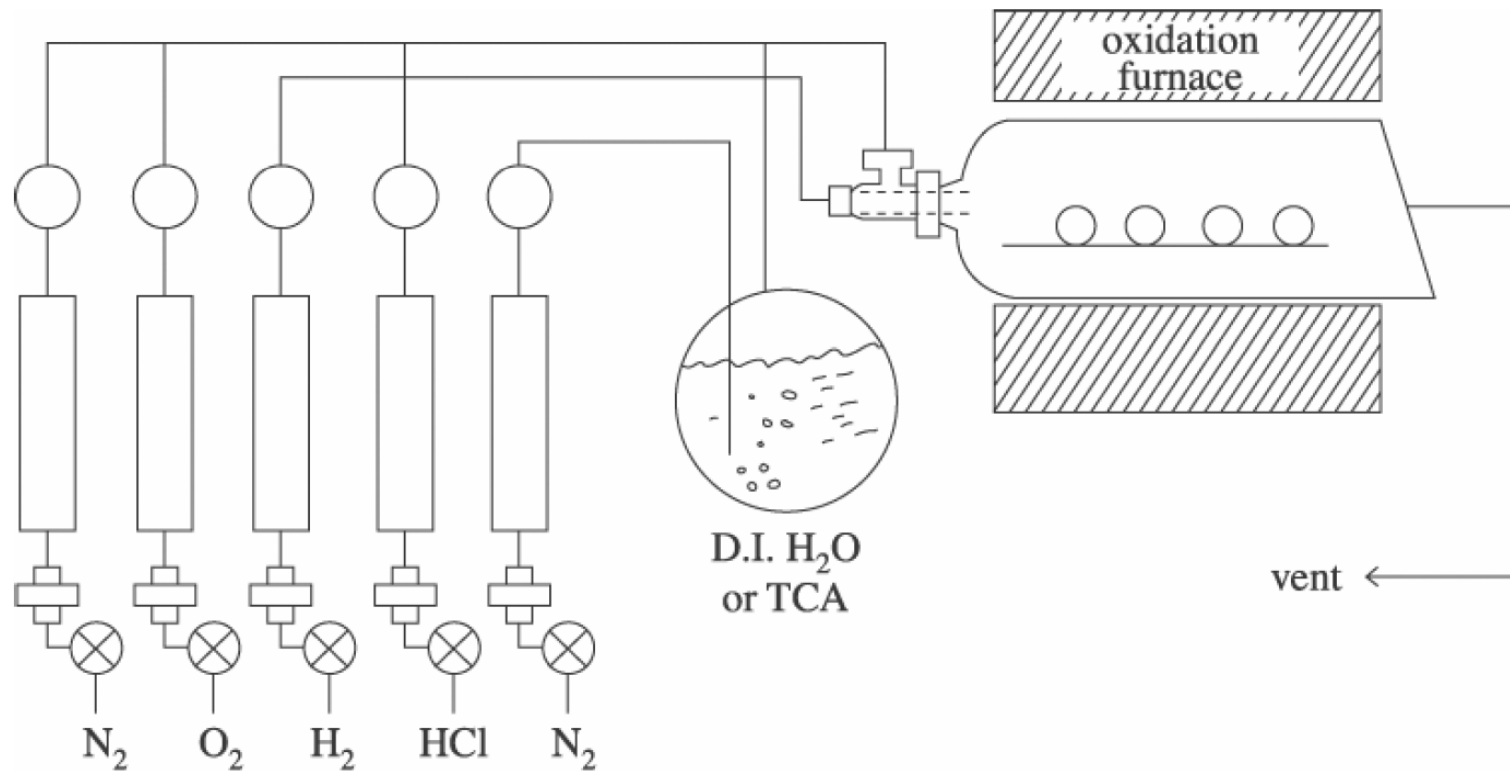 oxidation
furnace
D.I. H₂O
or TCA
vent
N₂
O₂
H₂
HCl
N₂